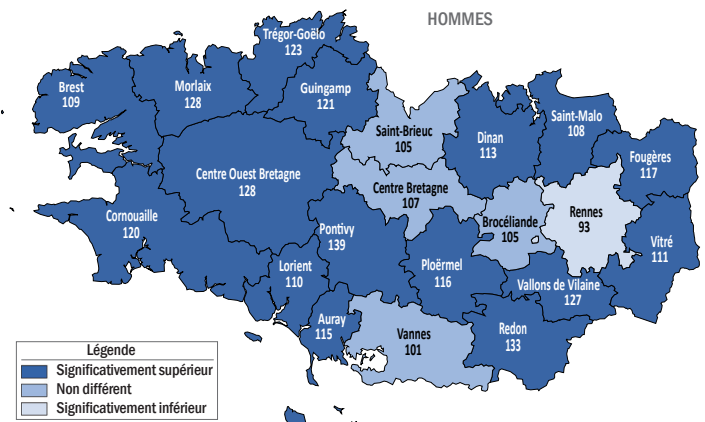 HOMMES
Trégor-Goëlo
123
Brest
109
Morlaix
128
Guingamp
121
Saint-Brieuc
105
Dinan
113
Saint-Malo
108
Fougères
117
Centre Ouest Bretagne
128
Centre Bretagne
107
Brocéliande
105
Rennes
93
Cornouaille
120
Pontivy
139
Vitré
111
Lorient
110
Ploërmel
116
Vallons de Vilaine
127
Auray
115
Vannes
101
Redon
133
Légende
Significativement supérieur
Non différent
Significativement inférieur